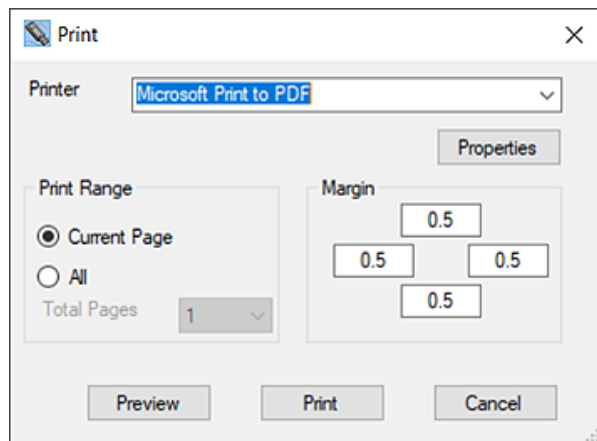 Print
Printer
Microsoft Print to PDF
Properties
Print Range
Current Page
All
Total Pages
1
Margin
0.5
0.5
0.5
0.5
Preview
Print
Cancel